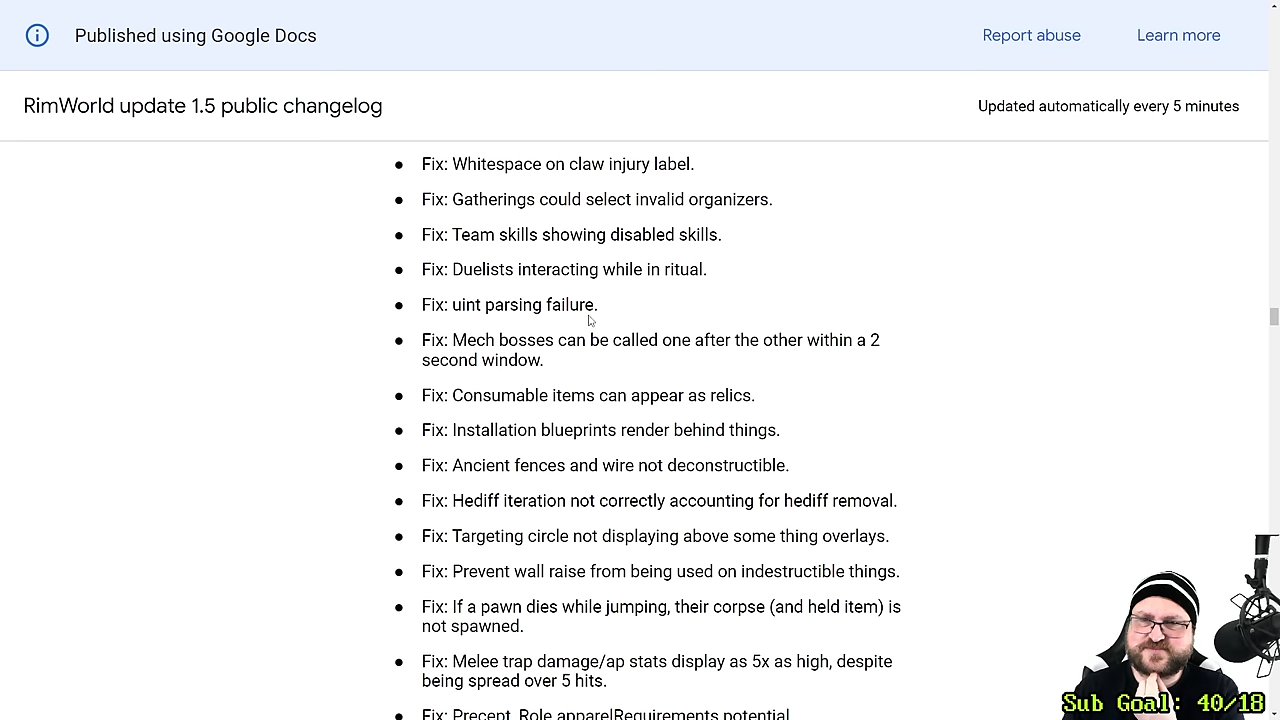 Published using Google Docs
Report abuse
Learn more
RimWorld update 1.5 public changelog
Updated automatically every 5 minutes
● Fix: Whitespace on claw injury label.
● Fix: Gatherings could select invalid organizers.
● Fix: Team skills showing disabled skills.
● Fix: Duelists interacting while in ritual.
● Fix: uint parsing failure.
● Fix: Mech bosses can be called one after the other within a 2
second window.
● Fix: Consumable items can appear as relics.
● Fix: Installation blueprints render behind things.
● Fix: Ancient fences and wire not deconstructible.
● Fix: Hediff iteration not correctly accounting for hediff removal.
● Fix: Targeting circle not displaying above some thing overlays.
● Fix: Prevent wall raise from being used on indestructible things.
● Fix: If a pawn dies while jumping, their corpse (and held item) is
not spawned.
● Fix: Melee trap damage/ap stats display as 5x as high, despite
being spread over 5 hits.
● Fix: Precept_Role apparelRequirements potential
Sub Goal: 40/18